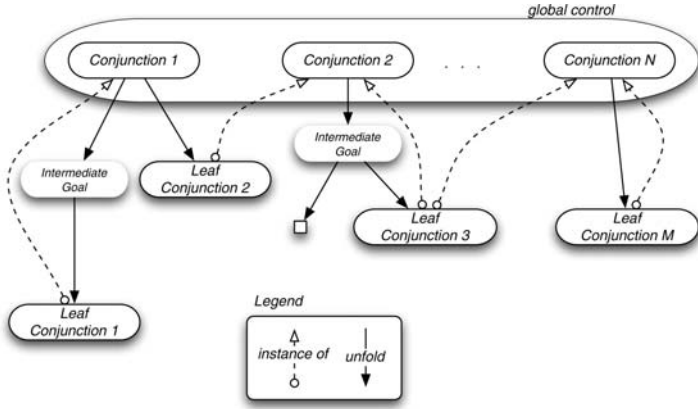 global control
Conjunction 1
Conjunction 2
. . .
Conjunction N
Intermediate
Goal
Leaf
Conjunction 2
Intermediate
Goal
Leaf
Conjunction 3
Leaf
Conjunction M
Leaf
Conjunction 1
Legend
instance of
unfold